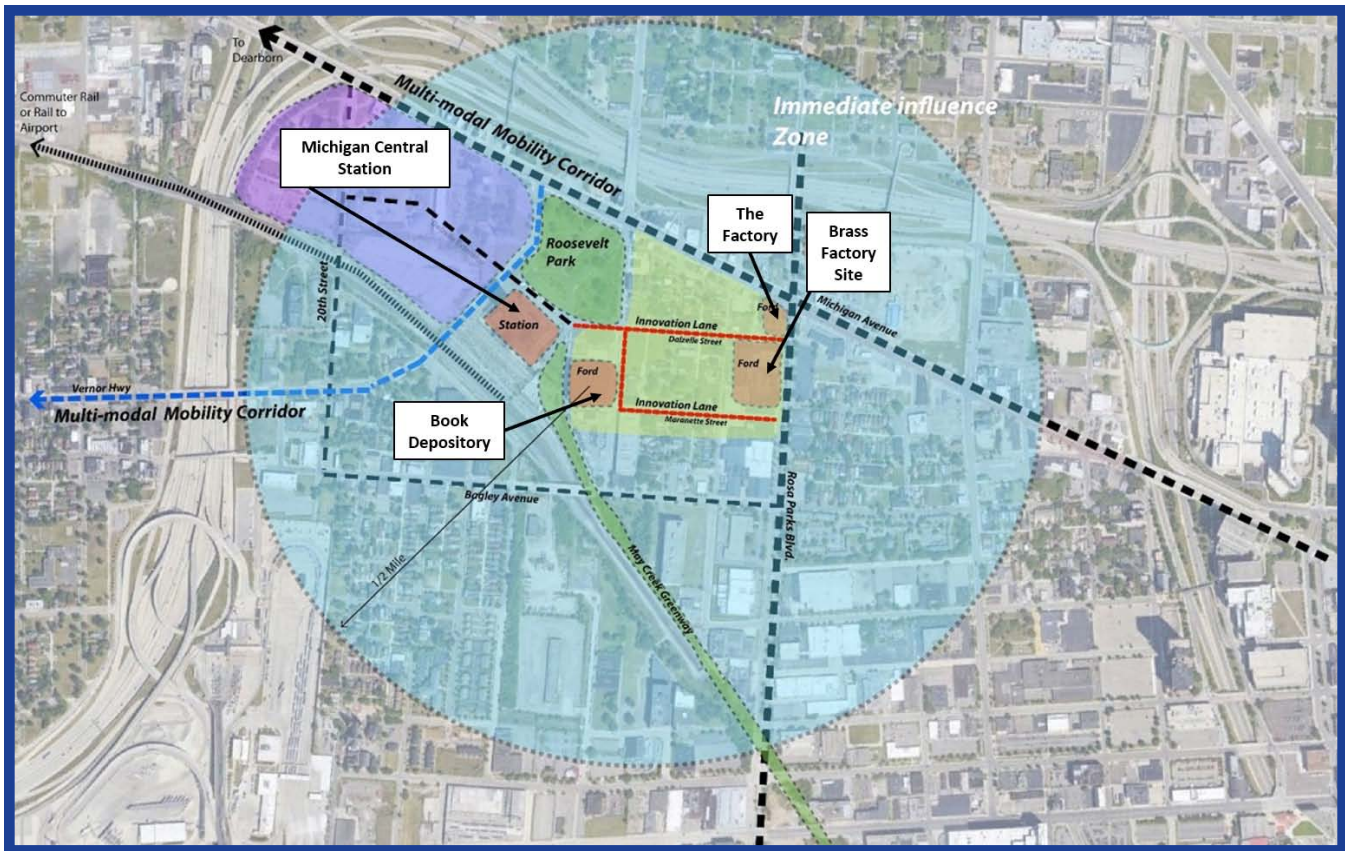 To
Dearborn
Commuter Rail
or Rail to
Airport
Multi-modal Mobility Corridor
Immediate influence
Zone
Michigan Central
Station
The
Factory
Brass
Factory
Site
Roosevelt
Park
20th Street
Station
Ford
Michigan Avenue
Innovation Lane
Dalzelle Street
Ford
Ford
Vernor Hwy
Multi-modal Mobility Corridor
Innovation Lane
Maranette Street
Book
Depository
Bagley Avenue
Rosa Parks Blvd.
1/2 Mile
May Creek Greenway